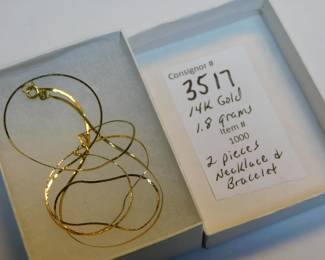 Consignor #
3517
14K Gold
1.8 grams
Item #
1000
2 pieces
Necklace &
Bracelet